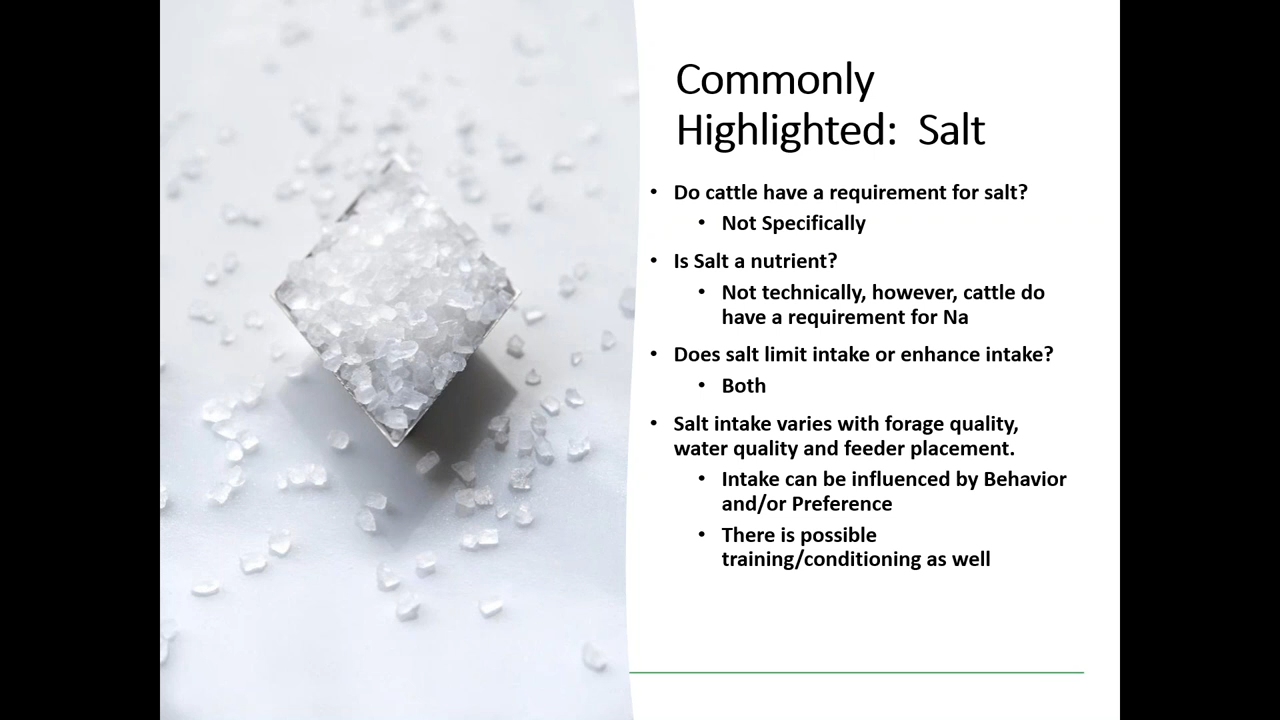 Commonly
Highlighted:  Salt
• Do cattle have a requirement for salt?
• Not Specifically
• Is Salt a nutrient?
• Not technically, however, cattle do
have a requirement for Na
• Does salt limit intake or enhance intake?
• Both
• Salt intake varies with forage quality,
water quality and feeder placement.
• Intake can be influenced by Behavior
and/or Preference
• There is possible
training/conditioning as well